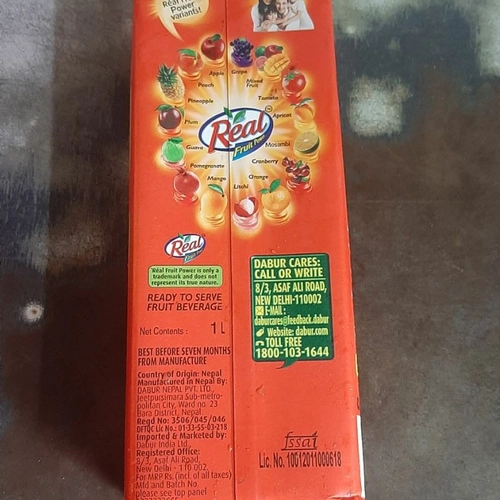 Real Fruit
Power
variants!
Apple
Grape
Peach
Mixed
Fruit
Pineapple
Tomato
Plum
Apricot
Real
Fruit Power
Guava
Mosambi
Pomegranate
Cranberry
Mango
Orange
Litchi
Real
'Réal Fruit Power is only a
trademark and does not
represent its true nature.
READY TO SERVE
FRUIT BEVERAGE
Net Contents : 1 L
BEST BEFORE SEVEN MONTHS
FROM MANUFACTURE
Country of Origin: Nepal
Manufactured in Nepal By:
DABUR NEPAL PVT. LTD.,
Jeetpursimara Sub-metro-
politan City, Ward no. 23
Bara District, Nepal
Regd No: 3506/045/046
DFTQC Lic No.: 01-33-55-03-218
Imported & Marketed by:
Dabur India Ltd.,
Registered Office:
8/3, Asaf Ali Road,
New Delhi - 110 002.
For MRP Rs. (incl. of all taxes)
Mfd and Batch No.
please see top panel
DABUR CARES:
CALL OR WRITE
8/3, ASAF ALI ROAD,
NEW DELHI-110002
E-MAIL :
daburcares@feedback.dabur
Website: dabur.com
TOLL FREE
1800-103-1644
fssai
Lic. No. 10012011000618